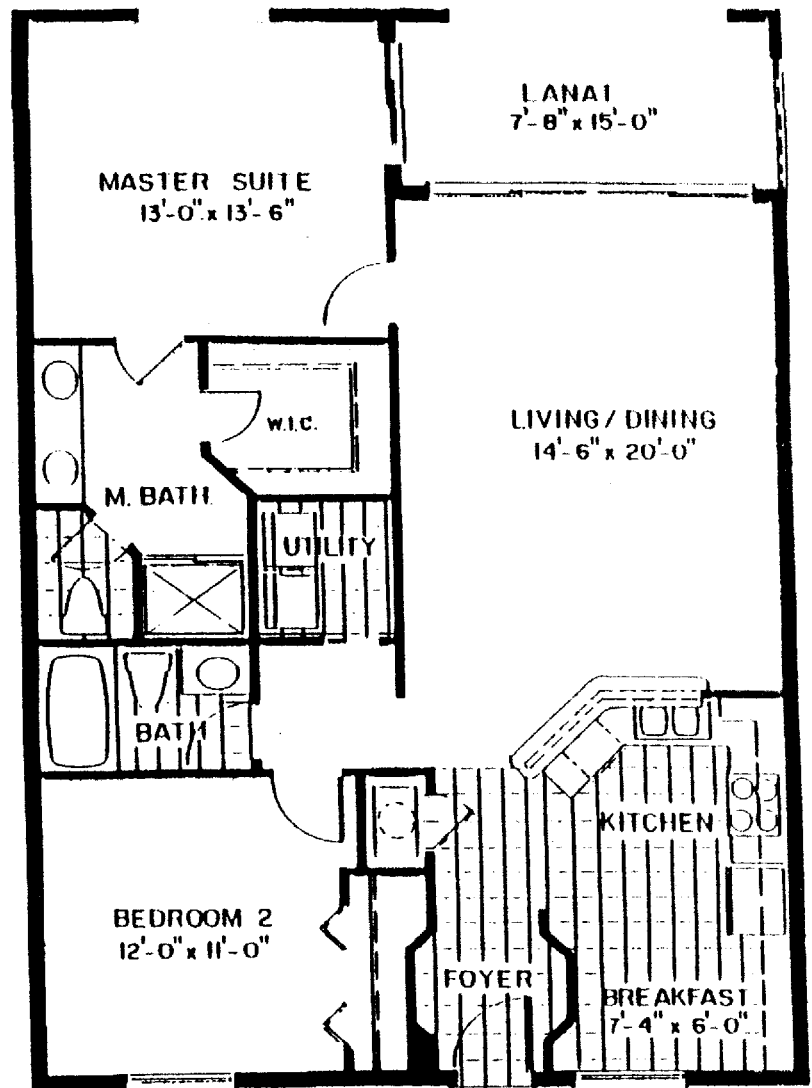 LANAI
7'-8" x 15'-0"
MASTER SUITE
13'-0" x 13'-6"
LIVING / DINING
14'-6" x 20'-0"
W.I.C.
M. BATH
UTILITY
BATH
KITCHEN
BEDROOM 2
12'-0" x 11'-0"
FOYER
BREAKFAST
7'-4" x 6'-0"